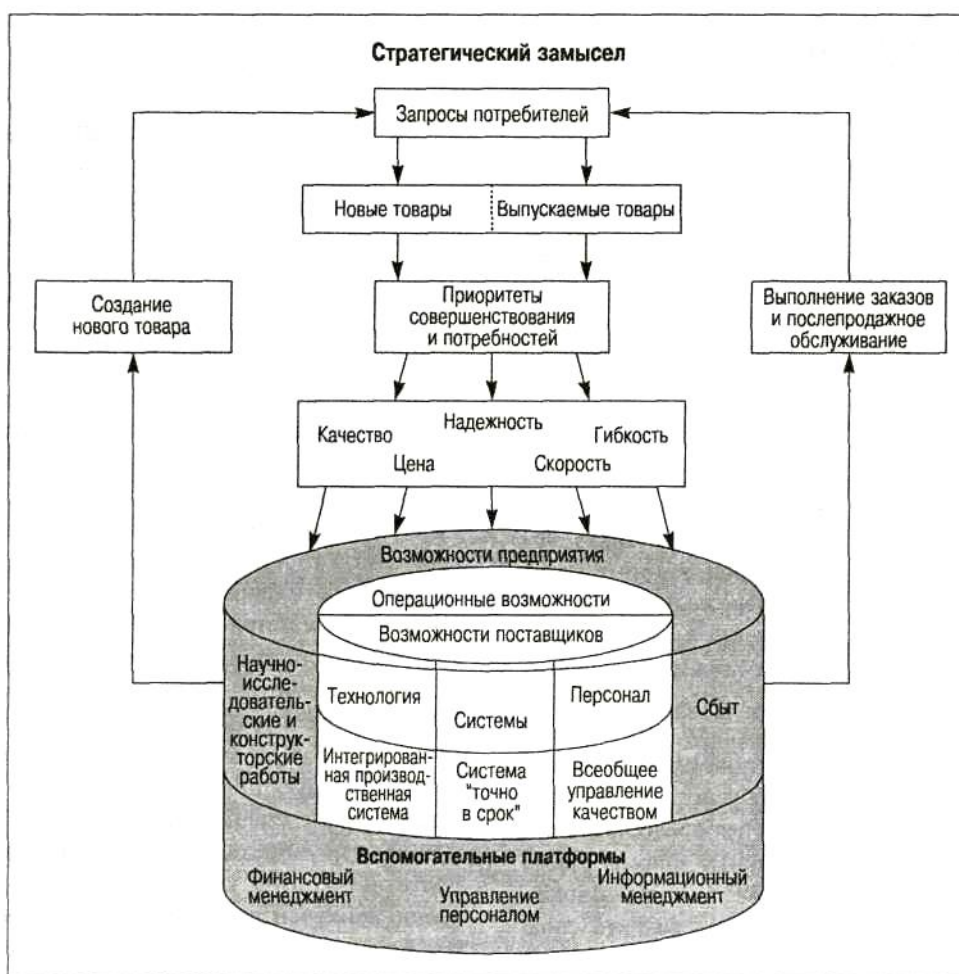 Стратегический замысел
Запросы потребителей
Новые товары
Выпускаемые товары
Создание
нового товара
Приоритеты
совершенствования
и потребностей
Выполнение заказов
и послепродажное
обслуживание
Качество
Надежность
Гибкость
Цена
Скорость
Возможности предприятия
Операционные возможности
Возможности поставщиков
Научно-
иссле-
дователь-
ские и
конструк-
торские
работы
Технология
Системы
Персонал
Сбыт
Интегрирован-
ная производ-
ственная
система
Система
"точно
в срок"
Всеобщее
управление
качеством
Вспомогательные платформы
Финансовый
менеджмент
Управление
персоналом
Информационный
менеджмент